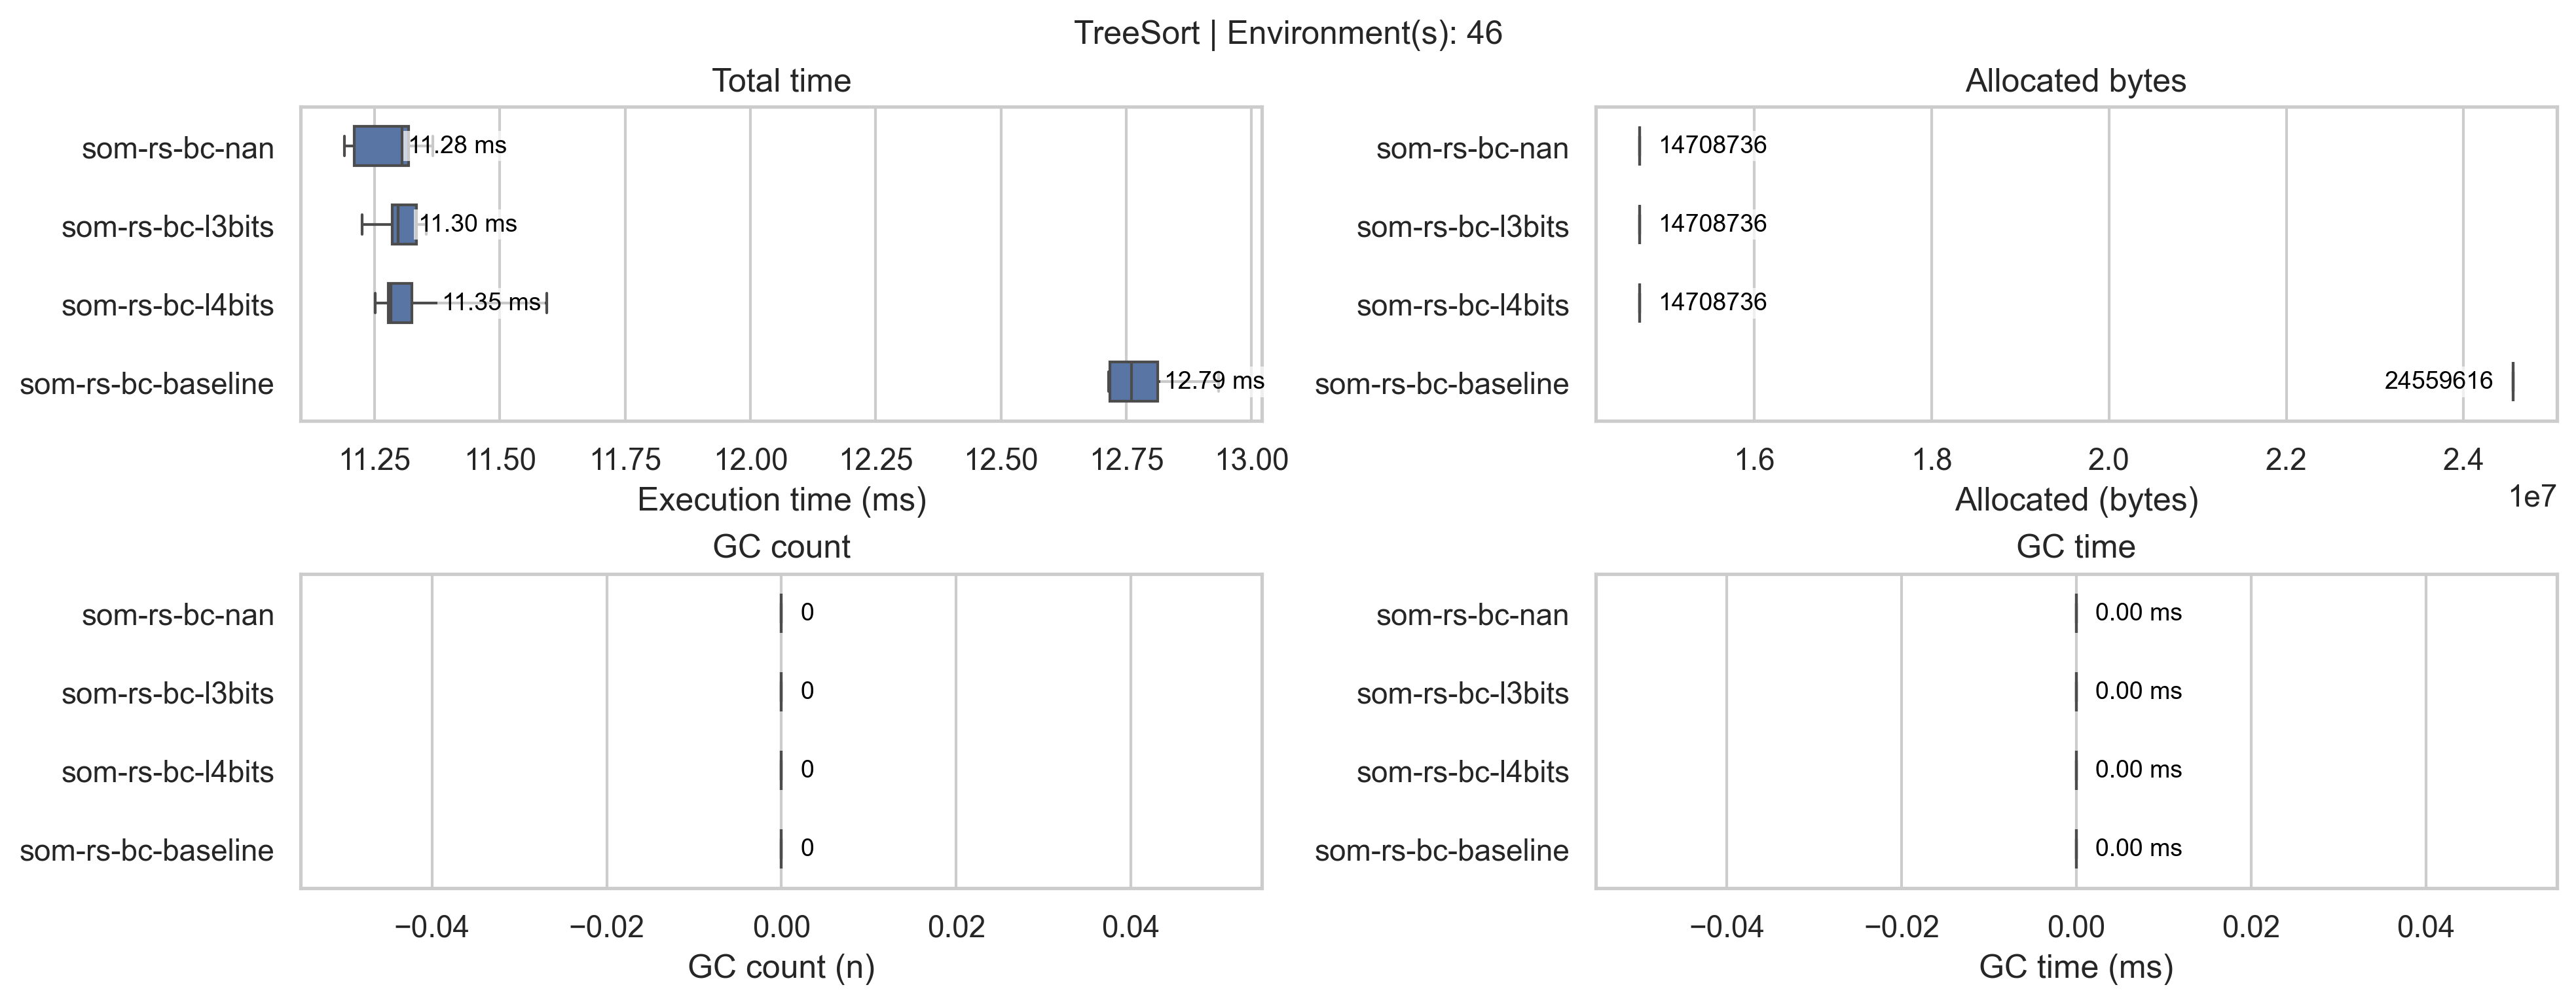 TreeSort | Environment(s): 46
Total time
som-rs-bc-nan
11.28 ms
som-rs-bc-l3bits
11.30 ms
som-rs-bc-l4bits
11.35 ms
som-rs-bc-baseline
12.79 ms
11.25 11.50 11.75 12.00 12.25 12.50 12.75 13.00
Execution time (ms)
Allocated bytes
som-rs-bc-nan
14708736
som-rs-bc-l3bits
14708736
som-rs-bc-l4bits
14708736
som-rs-bc-baseline
24559616
1.6 1.8 2.0 2.2 2.4
1e7
Allocated (bytes)
GC count
som-rs-bc-nan
0
som-rs-bc-l3bits
0
som-rs-bc-l4bits
0
som-rs-bc-baseline
0
−0.04 −0.02 0.00 0.02 0.04
GC count (n)
GC time
som-rs-bc-nan
0.00 ms
som-rs-bc-l3bits
0.00 ms
som-rs-bc-l4bits
0.00 ms
som-rs-bc-baseline
0.00 ms
−0.04 −0.02 0.00 0.02 0.04
GC time (ms)